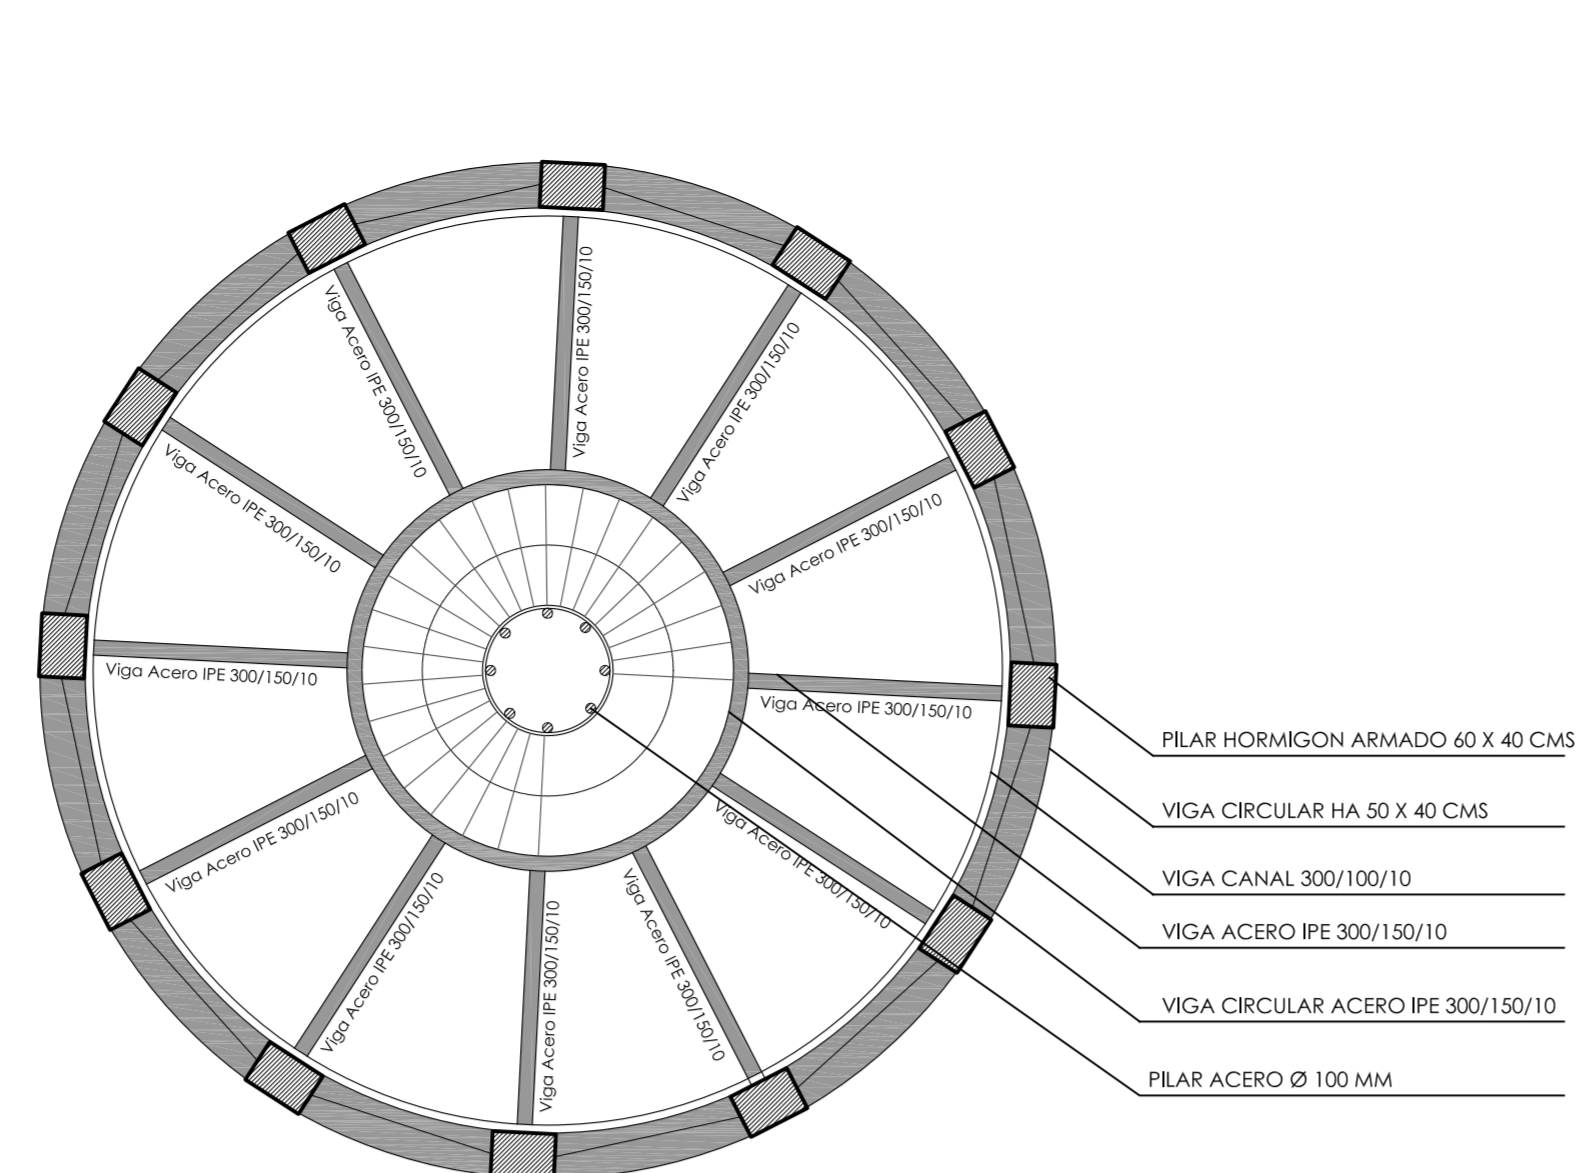 Viga Acero IPE 300/150/10
Viga Acero IPE 300/150/10
Viga Acero IPE 300/150/10
Viga Acero IPE 300/150/10
Viga Acero IPE 300/150/10
Viga Acero IPE 300/150/10
Viga Acero IPE 300/150/10
Viga Acero IPE 300/150/10
Viga Acero IPE 300/150/10
Viga Acero IPE 300/150/10
Viga Acero IPE 300/150/10
Viga Acero IPE 300/150/10
PILAR HORMIGON ARMADO 60 X 40 CMS
VIGA CIRCULAR HA 50 X 40 CMS
VIGA CANAL 300/100/10
VIGA ACERO IPE 300/150/10
VIGA CIRCULAR ACERO IPE 300/150/10
PILAR ACERO Ø 100 MM